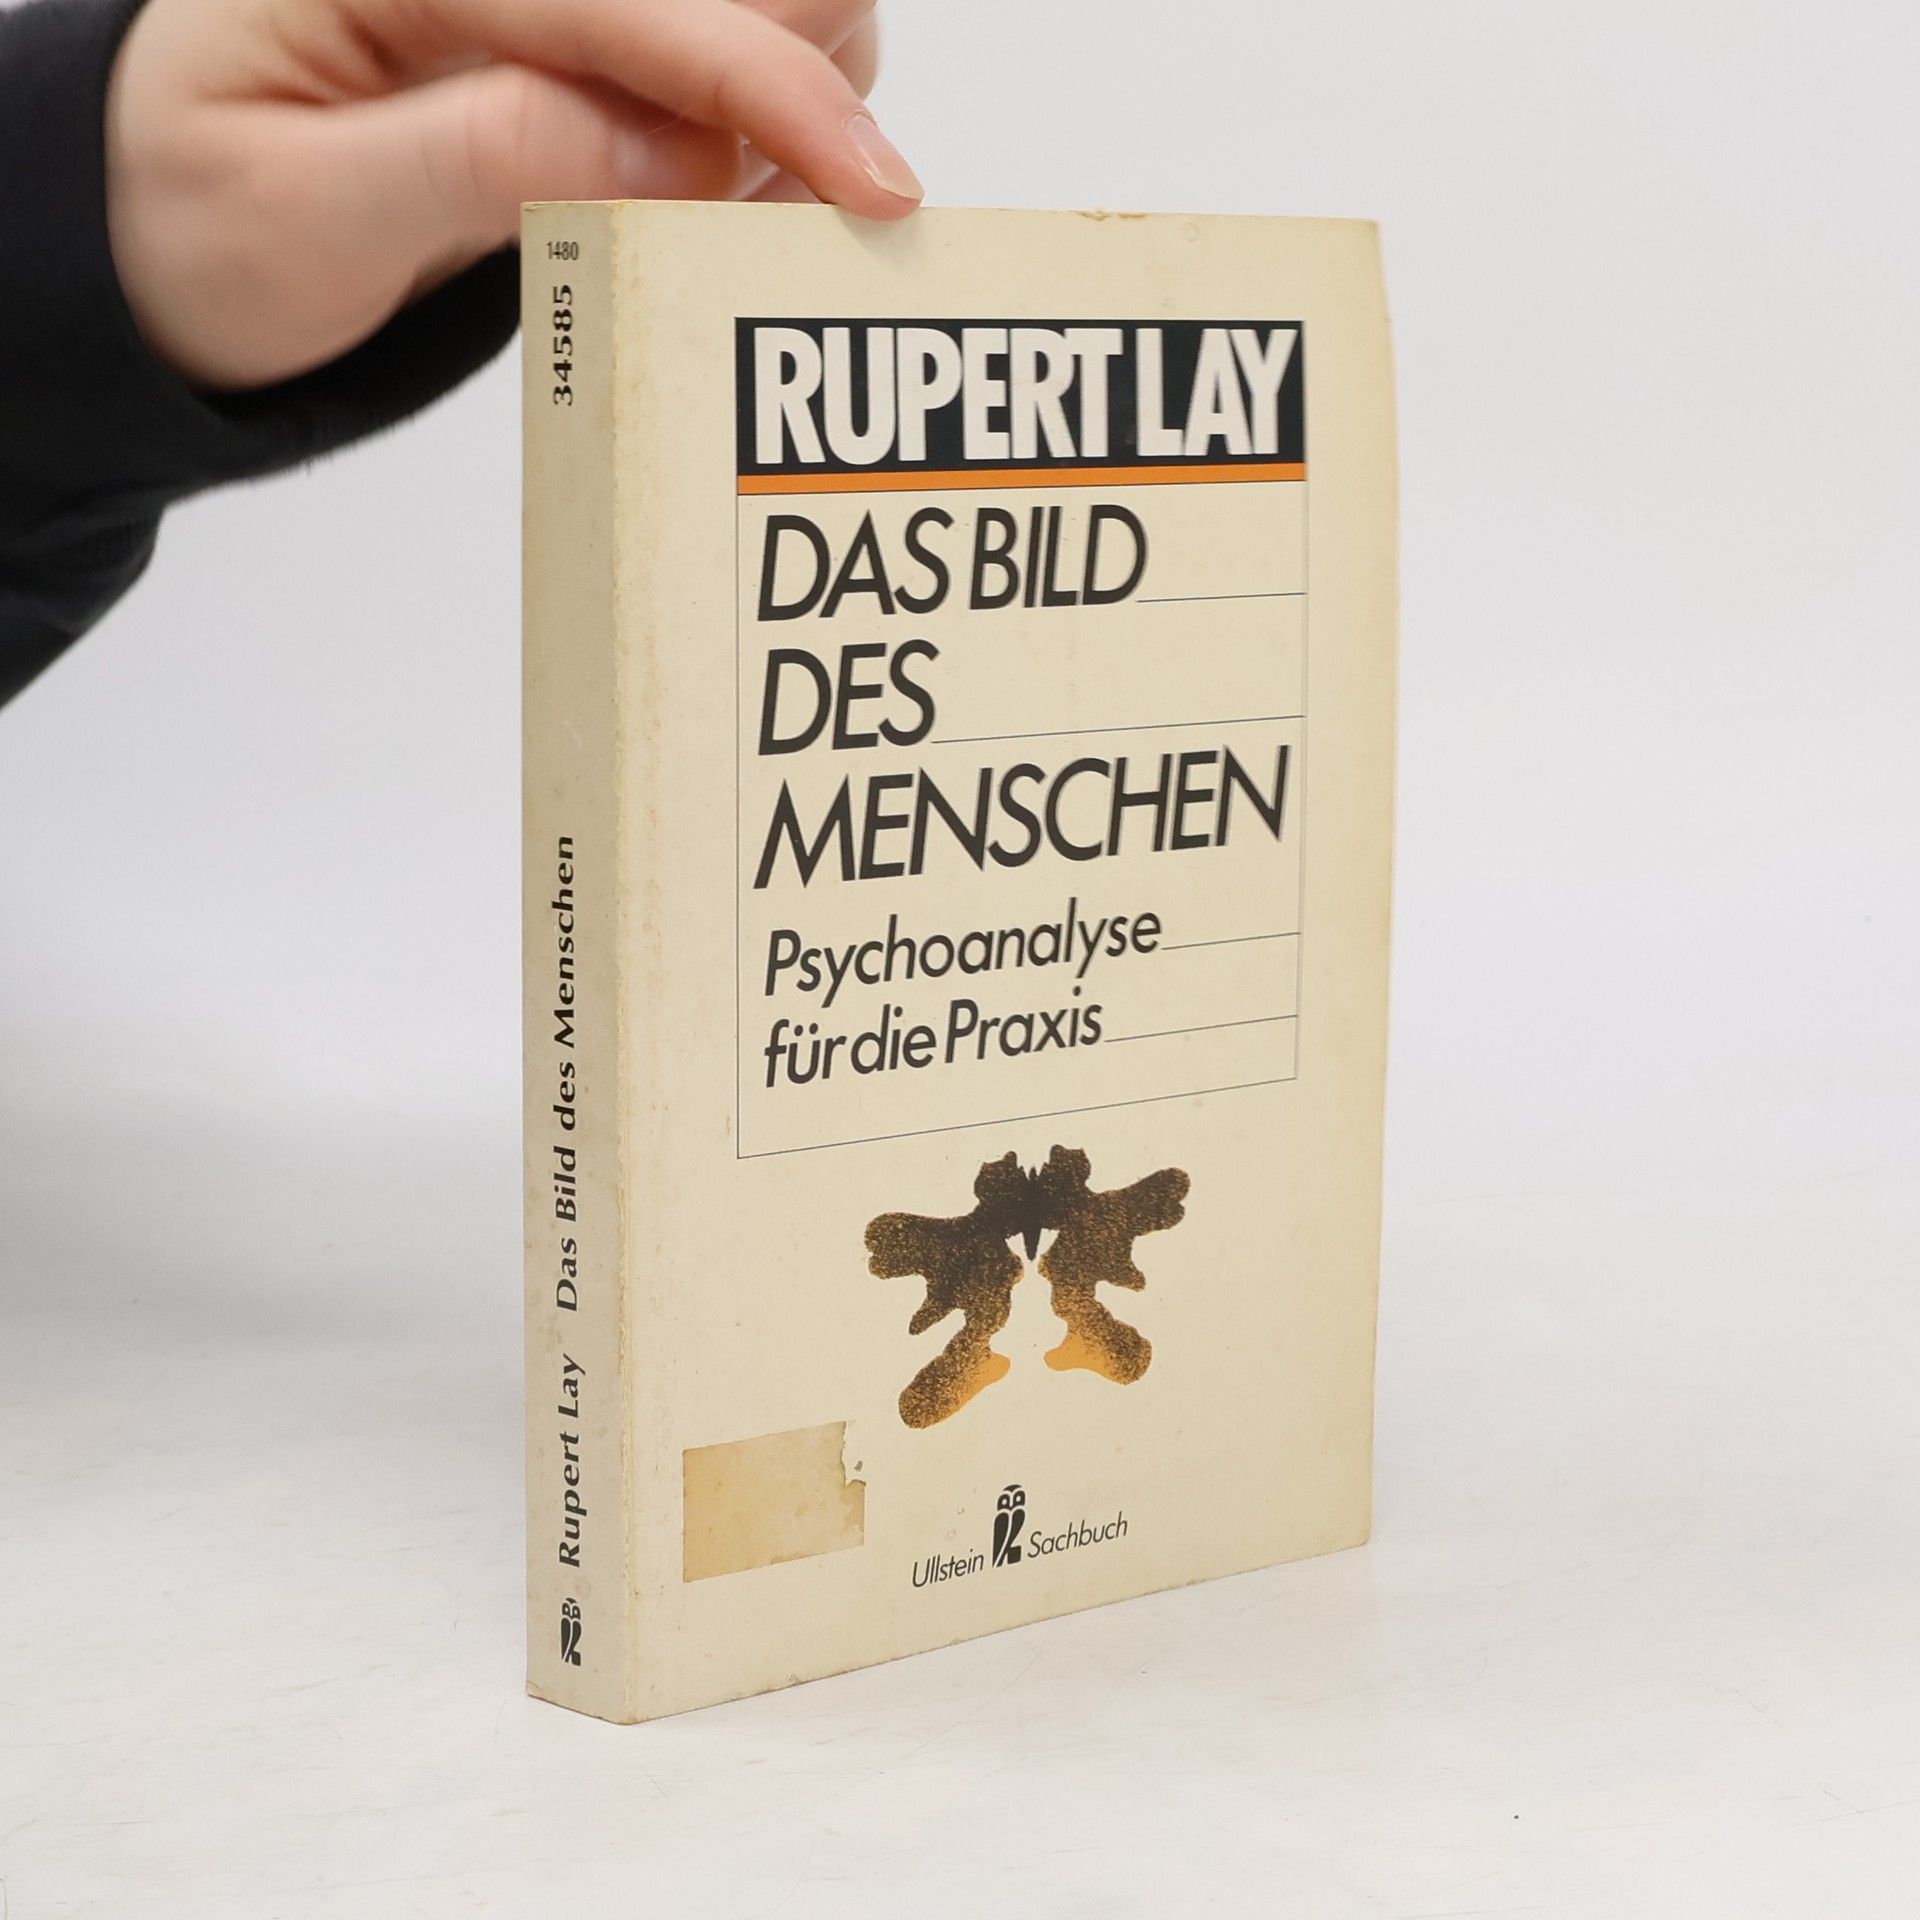 1480
34585
Rupert Lay Das Bild des Menschen
RUPERT LAY
DAS BILD
DES
MENSCHEN
Psychoanalyse
für die Praxis
Ullstein Sachbuch